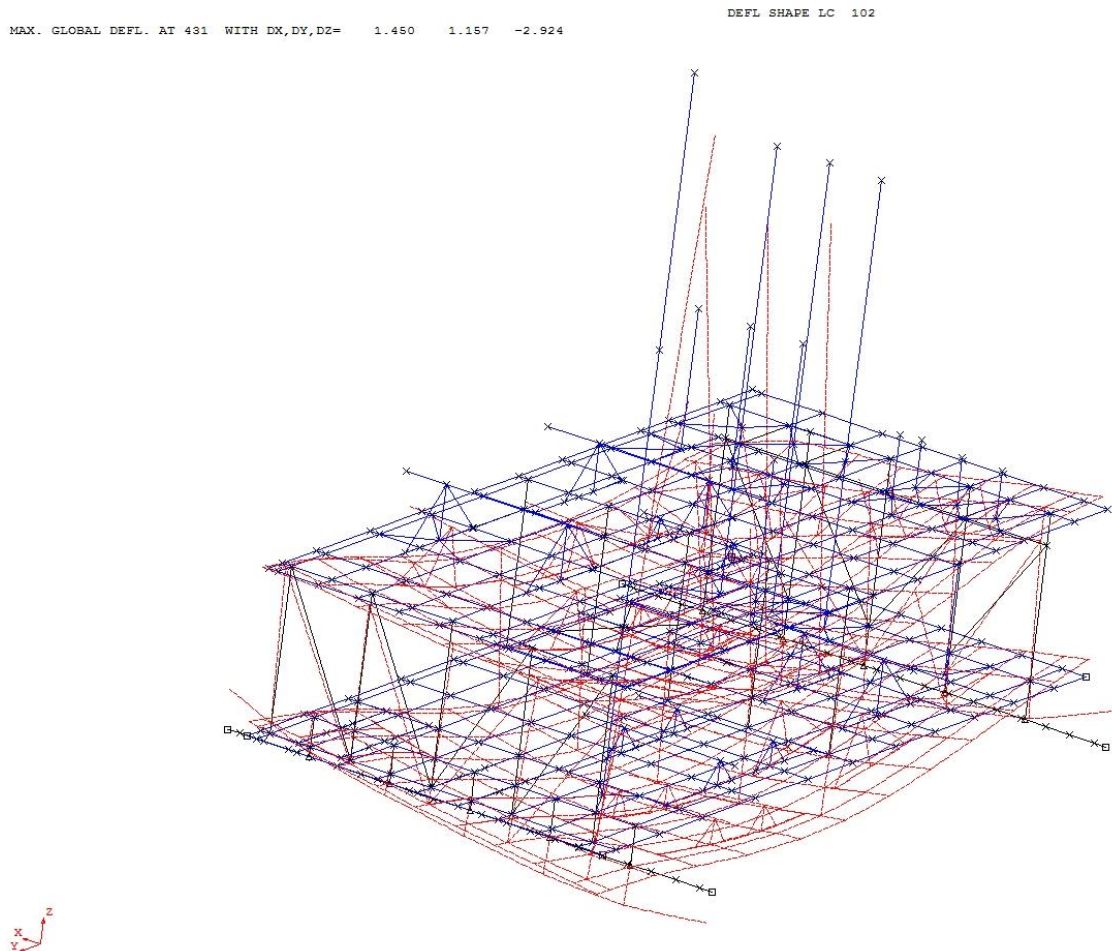 DEFL SHAPE LC 102
MAX. GLOBAL DEFL. AT 431 WITH DX,DY,DZ= 1.450 1.157 -2.924
Z
X
Y